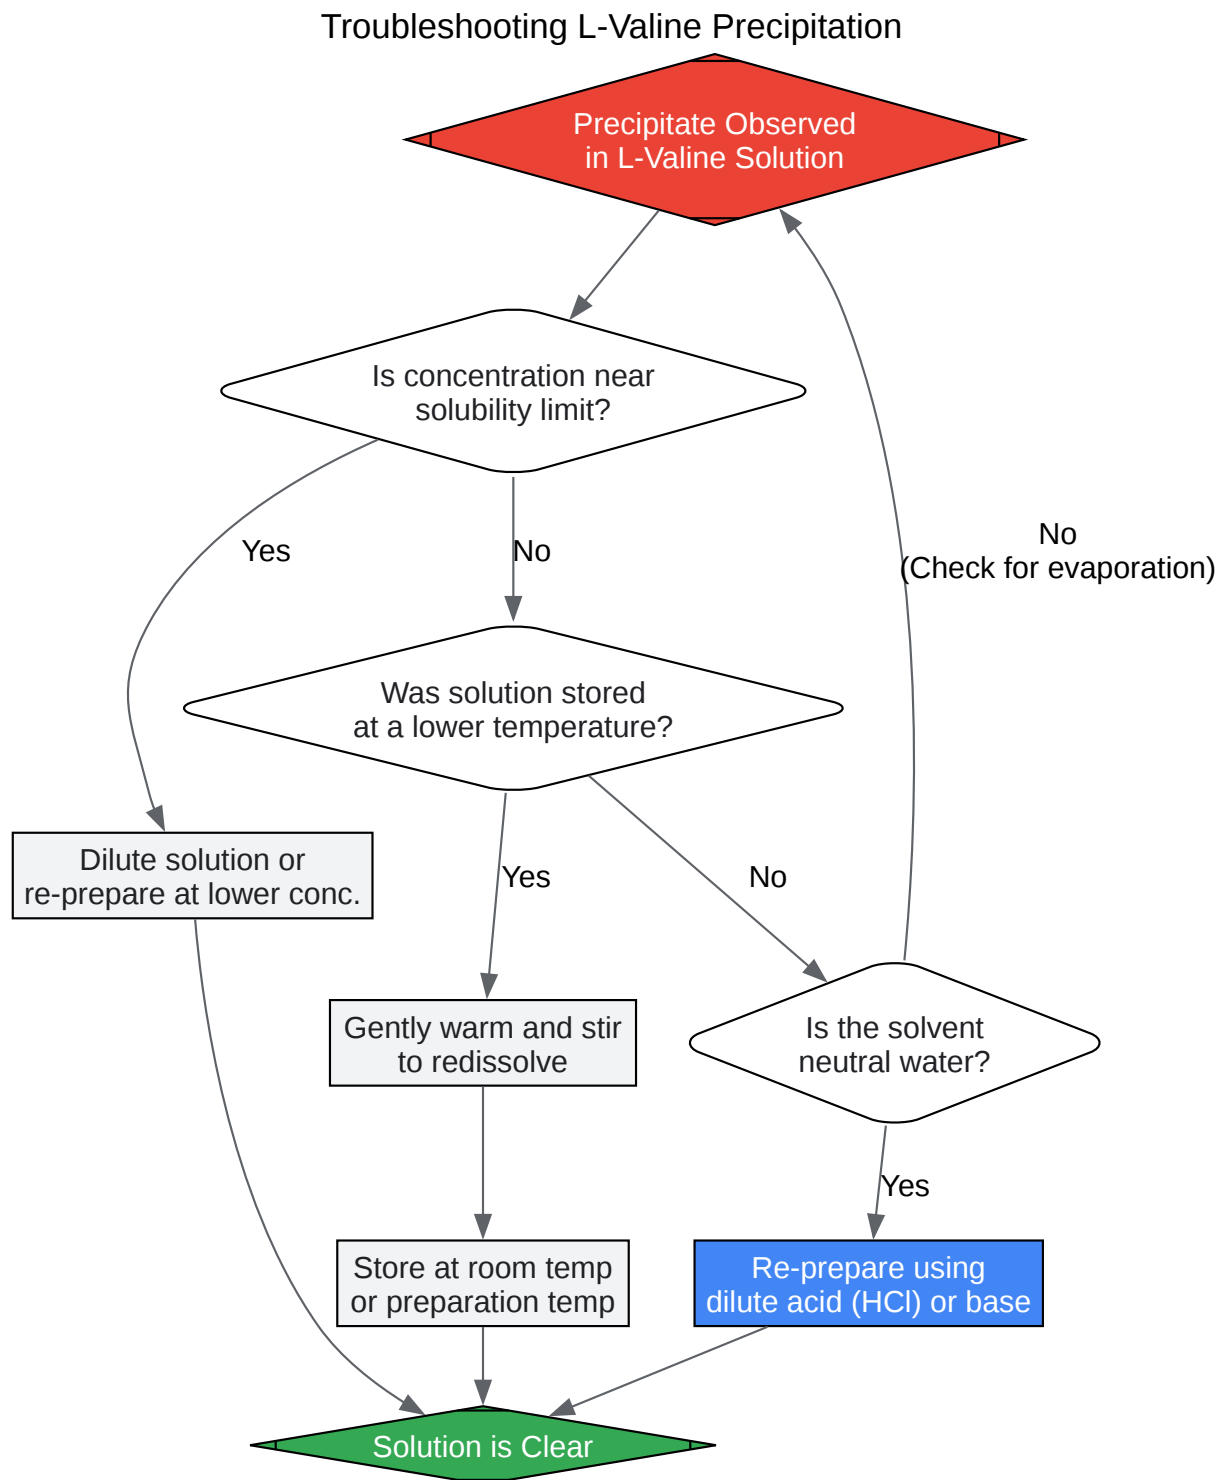 Troubleshooting L-Valine Precipitation
Precipitate Observed
in L-Valine Solution
Is concentration near
solubility limit?
Yes
No
No
(Check for evaporation)
Was solution stored
at a lower temperature?
Dilute solution or
re-prepare at lower conc.
Yes
No
Gently warm and stir
to redissolve
Is the solvent
neutral water?
Yes
Store at room temp
or preparation temp
Re-prepare using
dilute acid (HCl) or base
Solution is Clear